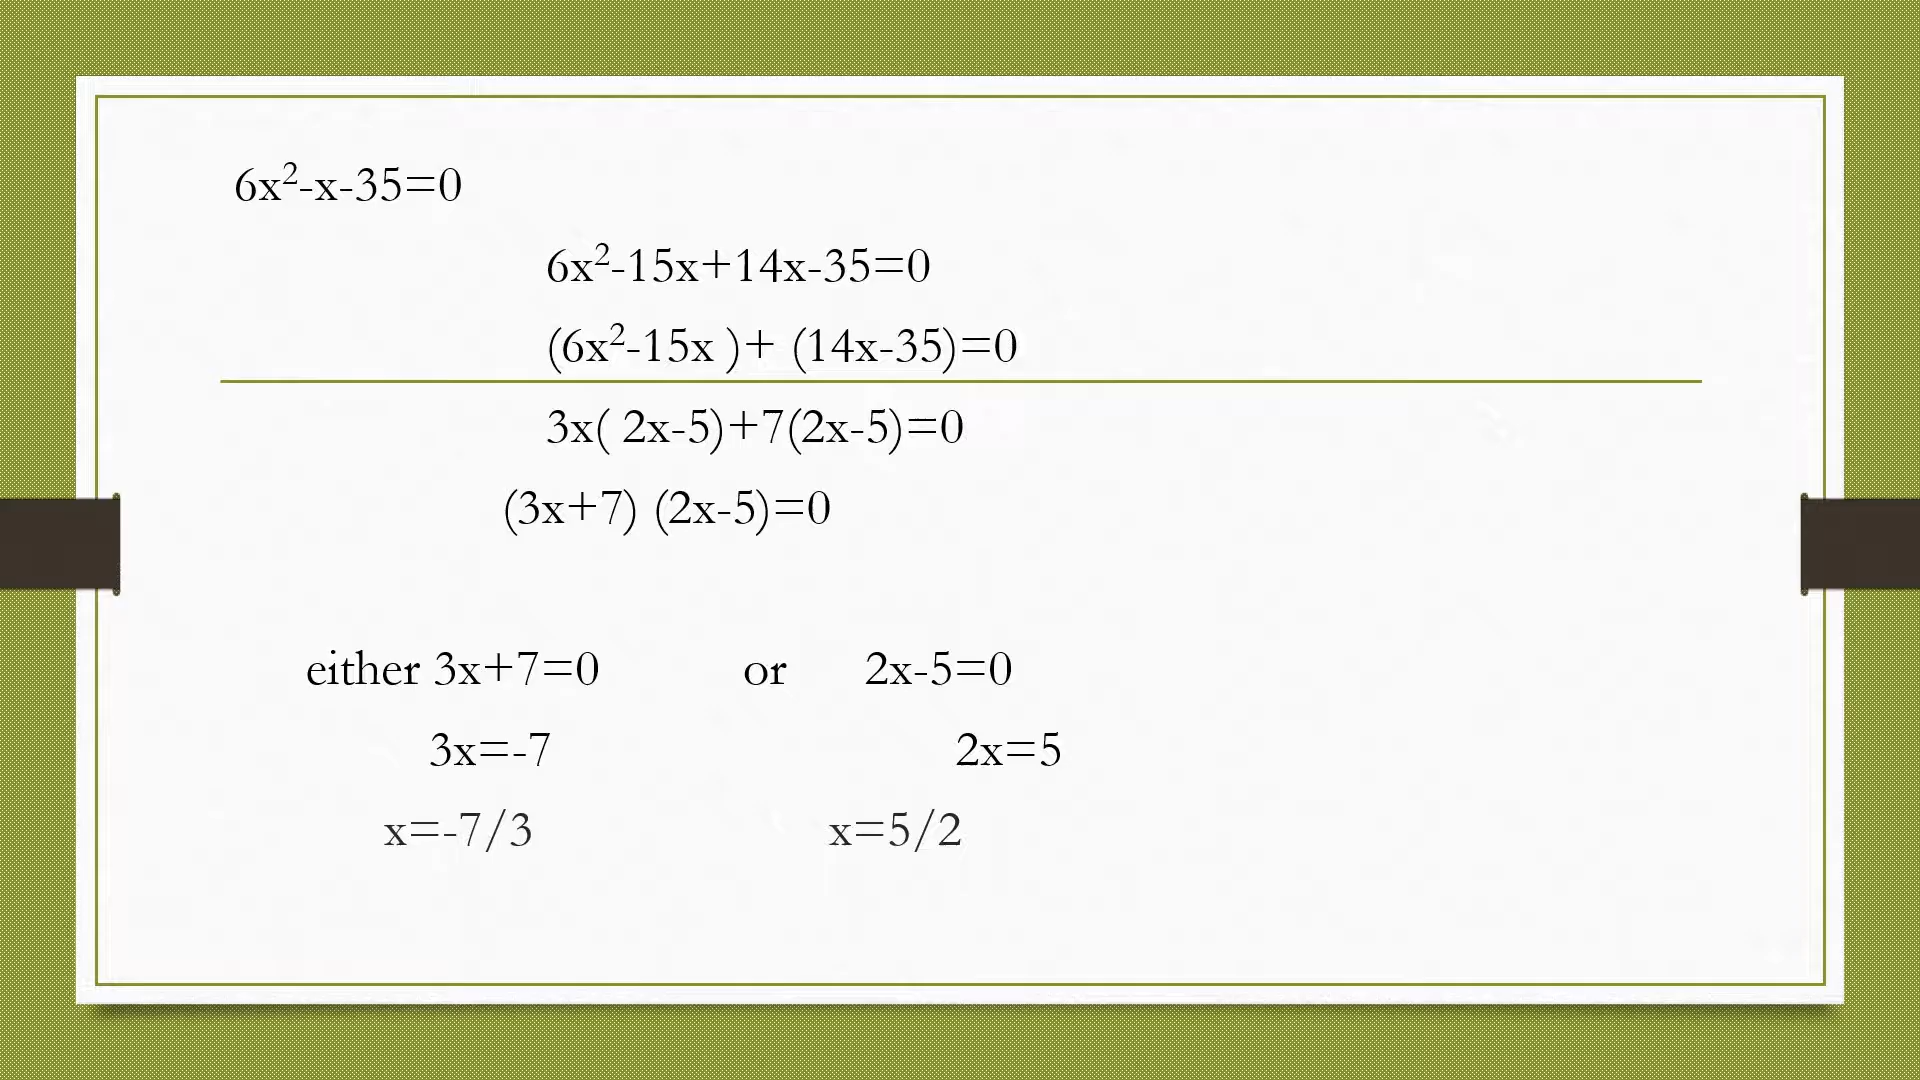 6x²-x-35=0
6x²-15x+14x-35=0
(6x²-15x )+ (14x-35)=0
3x( 2x-5)+7(2x-5)=0
(3x+7) (2x-5)=0
either 3x+7=0 or 2x-5=0
3x=-7 2x=5
x=-7/3 x=5/2